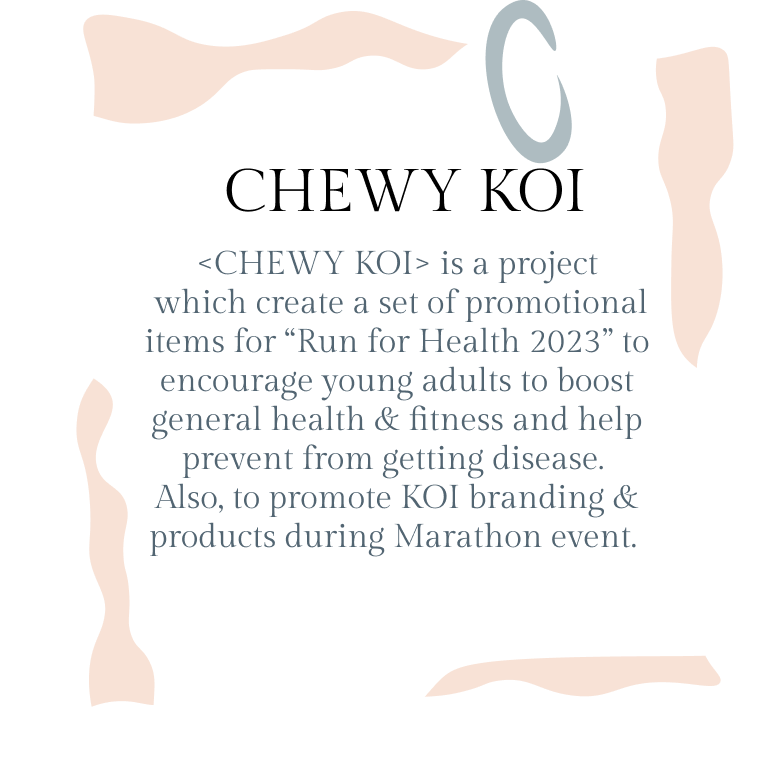 C
CHEWY KOI
<CHEWY KOI> is a project
which create a set of promotional
items for “Run for Health 2023” to
encourage young adults to boost
general health & fitness and help
prevent from getting disease.
Also, to promote KOI branding &
products during Marathon event.